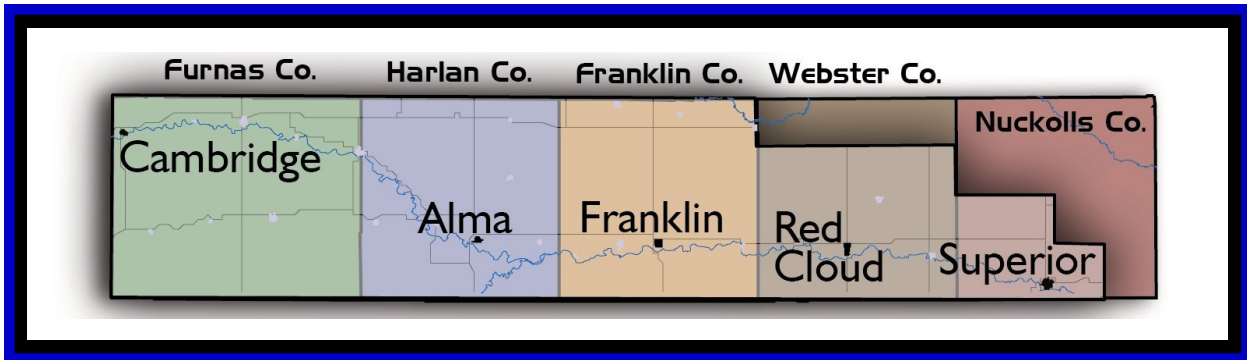 Furnas Co. Harlan Co. Franklin Co. Webster Co.
Nuckolls Co.
Cambridge
Alma Franklin Red
Cloud Superior